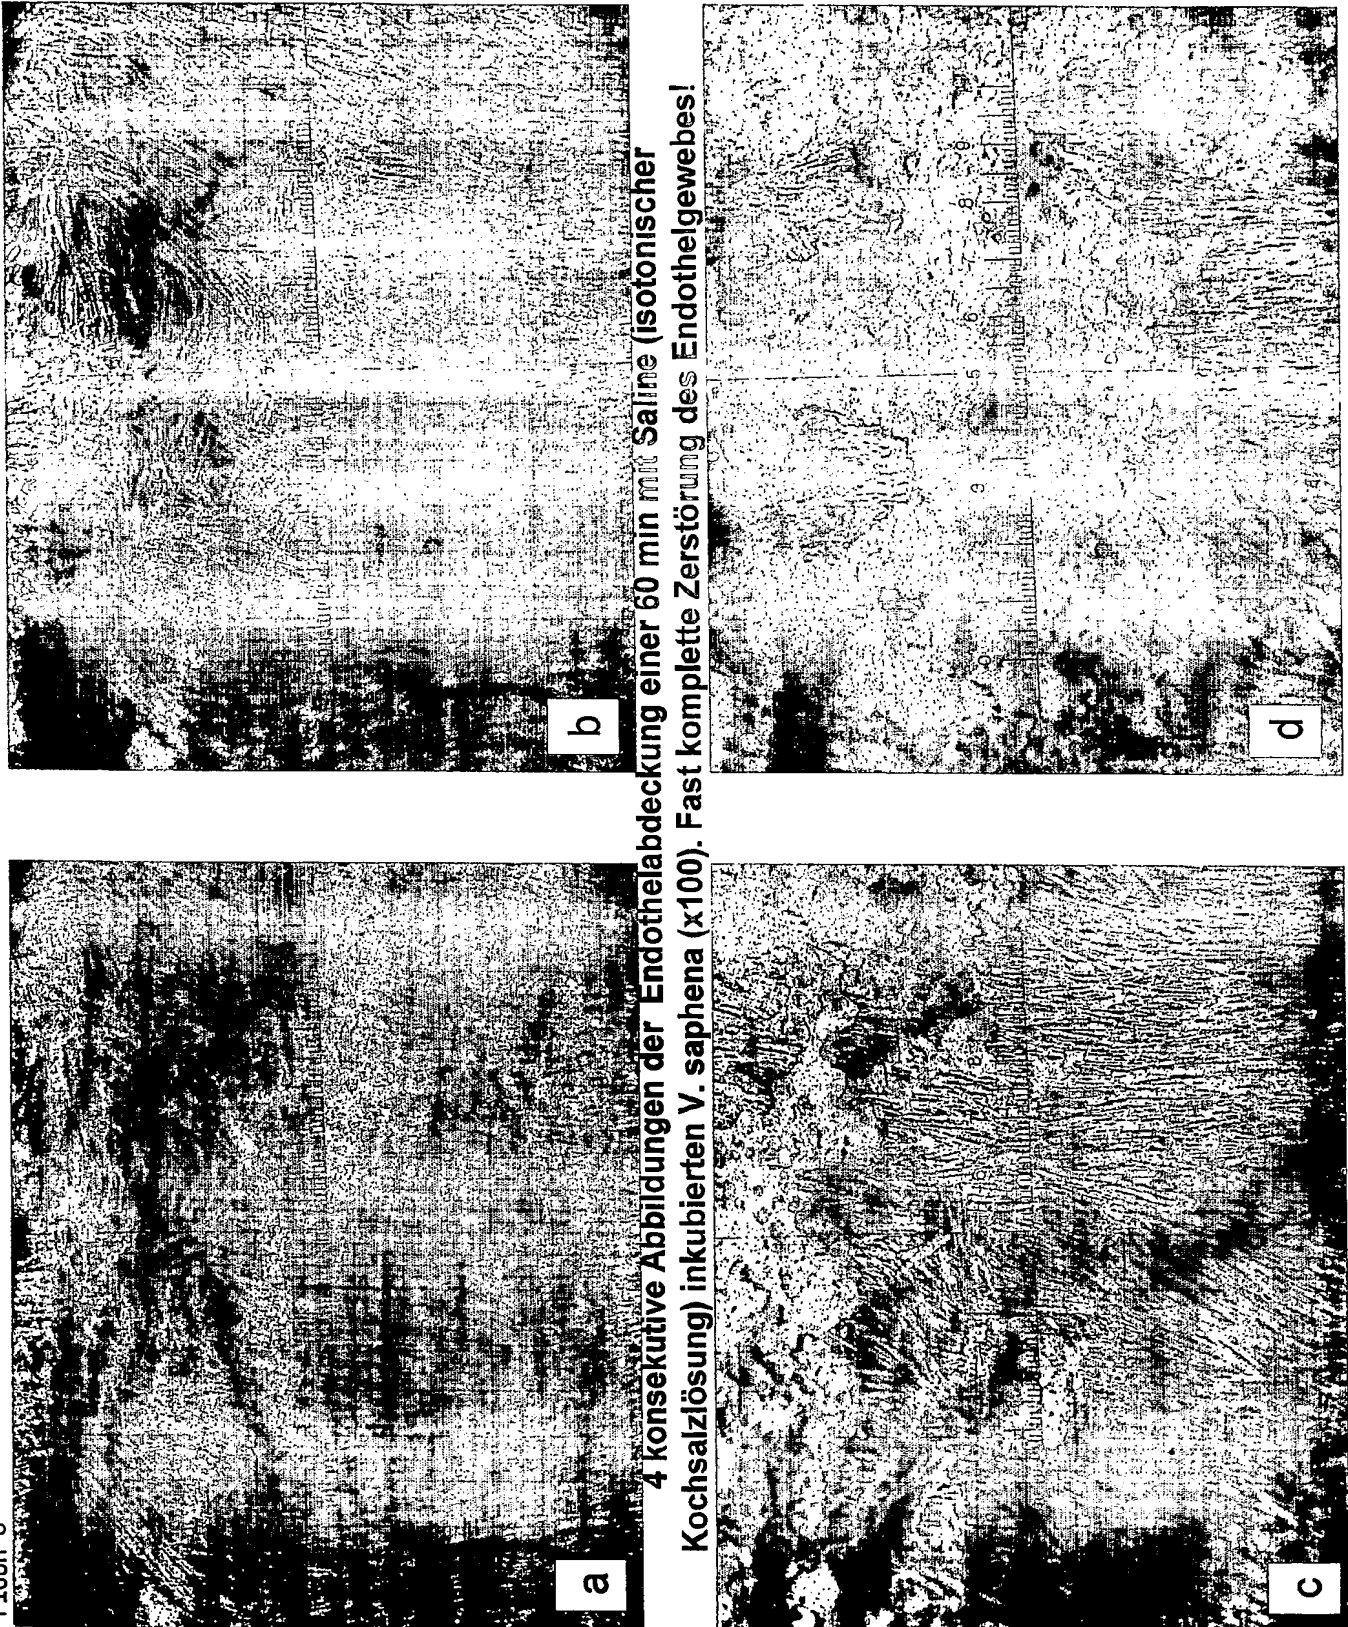 a
b
4 konsekutive Abbildungen der Endothelabdeckung einer 60 min mit Saline (isotonischer
Kochsalzlösung) inkubierten V. saphena (x100). Fast komplette Zerstörung des Endothelgewebes!
c
d